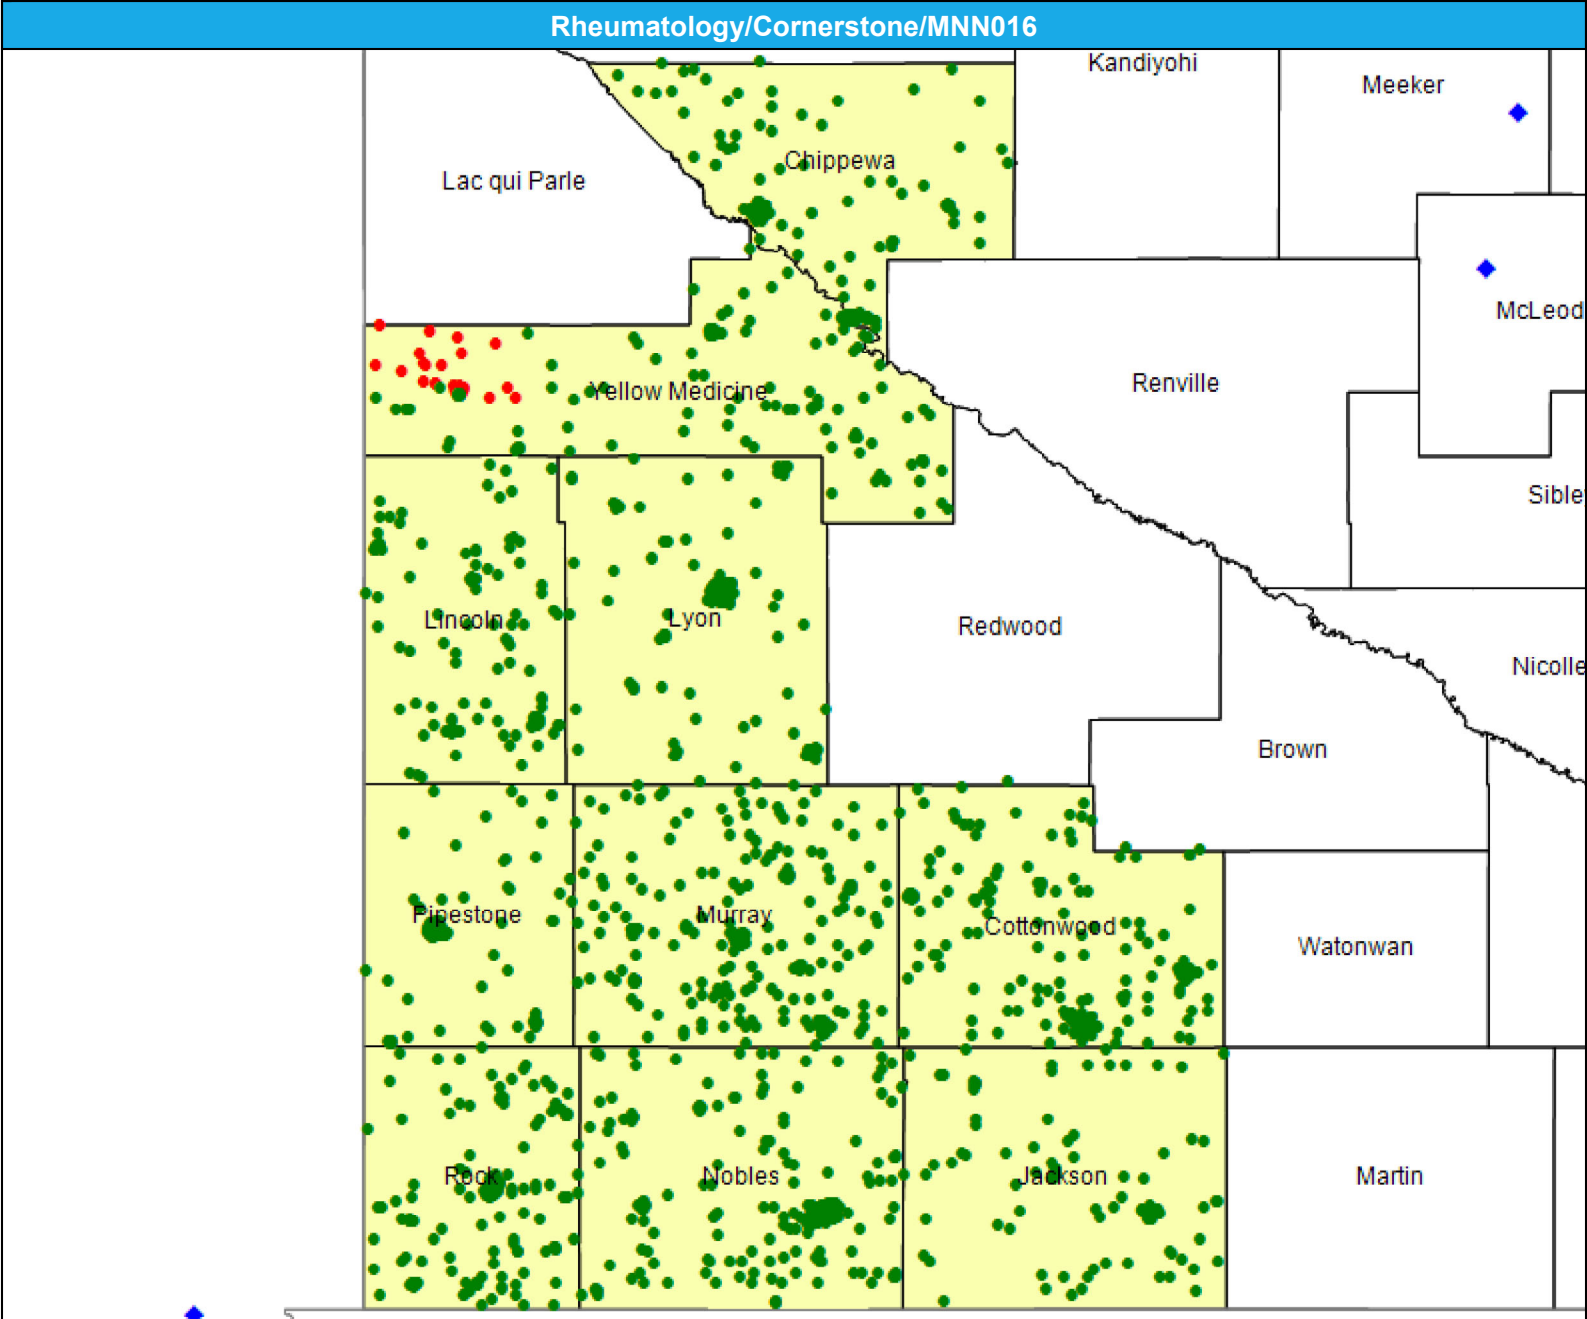 Rheumatology/Cornerstone/MNN016
Kandiyohi
Meeker
Chippewa
Lac qui Parle
McLeod
Renville
Yellow Medicine
Sible
Lincoln
Lyon
Redwood
Nicolle
Brown
Pipestone
Murray
Cottonwood
Watonwan
Rock
Nobles
Jackson
Martin